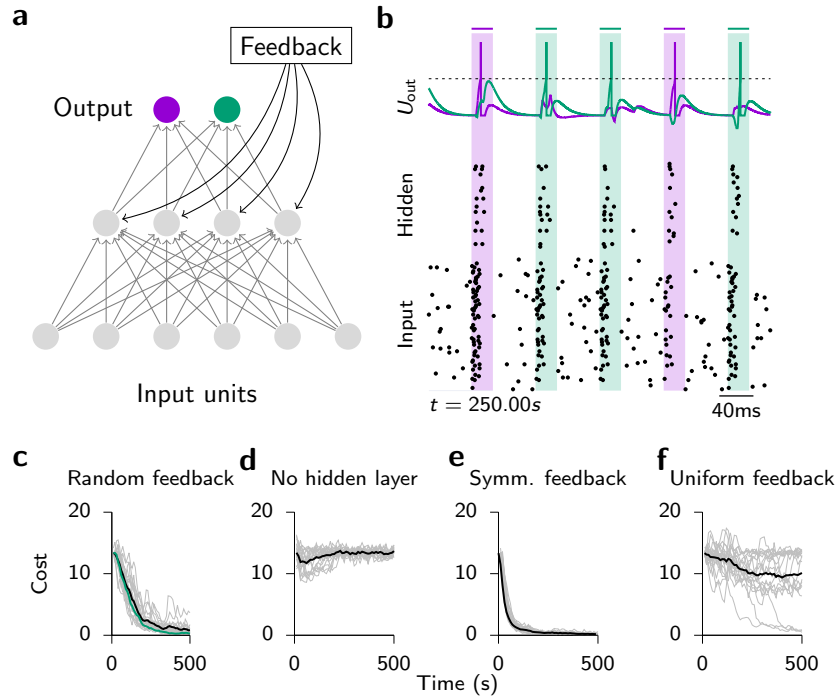 a
Feedback
Output
Input units
b
U_out
Hidden
Input
t = 250.00s
40ms
c
Random feedback
d
No hidden layer
e
Symm. feedback
f
Uniform feedback
Cost
20
10
0
0
500
20
10
0
0
500
20
10
0
0
500
20
10
0
0
500
Time (s)